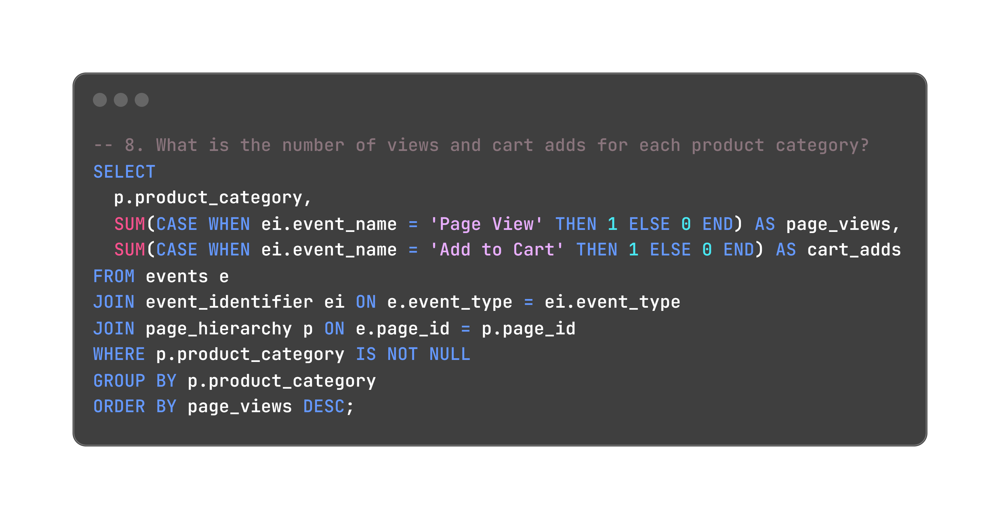 -- 8. What is the number of views and cart adds for each product category?
SELECT
  p.product_category,
  SUM(CASE WHEN ei.event_name = 'Page View' THEN 1 ELSE 0 END) AS page_views,
  SUM(CASE WHEN ei.event_name = 'Add to Cart' THEN 1 ELSE 0 END) AS cart_adds
FROM events e
JOIN event_identifier ei ON e.event_type = ei.event_type
JOIN page_hierarchy p ON e.page_id = p.page_id
WHERE p.product_category IS NOT NULL
GROUP BY p.product_category
ORDER BY page_views DESC;